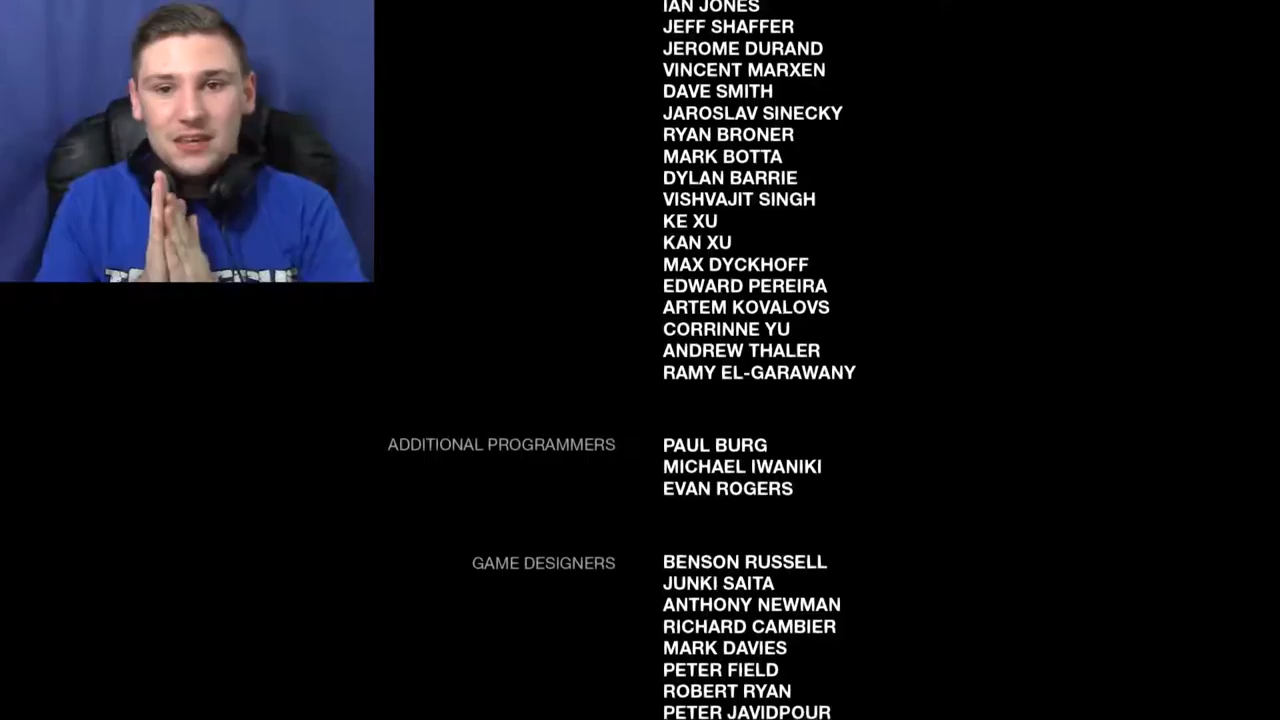 IAN JONES
JEFF SHAFFER
JEROME DURAND
VINCENT MARXEN
DAVE SMITH
JAROSLAV SINECKY
RYAN BRONER
MARK BOTTA
DYLAN BARRIE
VISHVAJIT SINGH
KE XU
KAN XU
MAX DYCKHOFF
EDWARD PEREIRA
ARTEM KOVALOVS
CORRINNE YU
ANDREW THALER
RAMY EL-GARAWANY
ADDITIONAL PROGRAMMERS PAUL BURG
MICHAEL IWANIKI
EVAN ROGERS
GAME DESIGNERS BENSON RUSSELL
JUNKI SAITA
ANTHONY NEWMAN
RICHARD CAMBIER
MARK DAVIES
PETER FIELD
ROBERT RYAN
PETER JAVIDPOUR